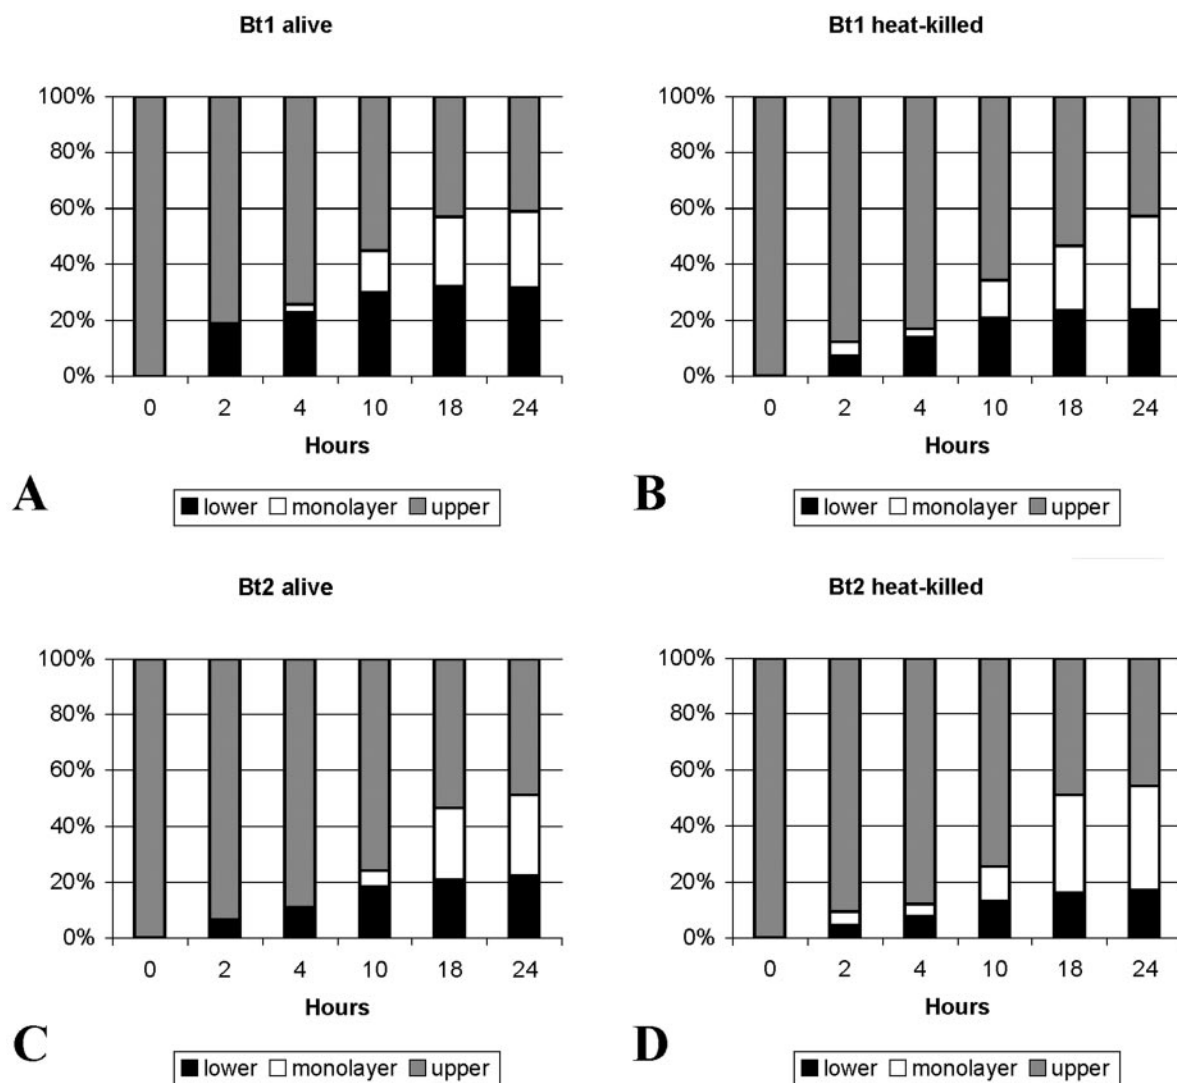 Bt1 alive
100%
80%
60%
40%
20%
0%
0 2 4 10 18 24
Hours
A
lower monolayer upper
Bt1 heat-killed
100%
80%
60%
40%
20%
0%
0 2 4 10 18 24
Hours
B
lower monolayer upper
Bt2 alive
100%
80%
60%
40%
20%
0%
0 2 4 10 18 24
Hours
C
lower monolayer upper
Bt2 heat-killed
100%
80%
60%
40%
20%
0%
0 2 4 10 18 24
Hours
D
lower monolayer upper